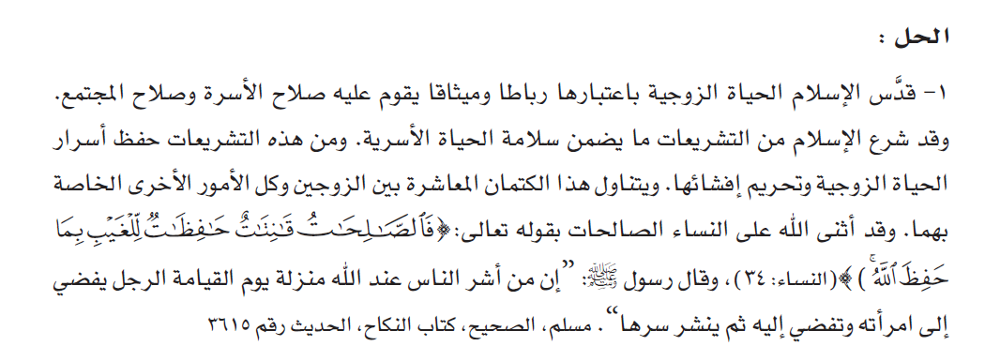 الحل :
١- قدَّس الإسلام الحياة الزوجية باعتبارها رباطا وميثاقا يقوم عليه صلاح الأسرة وصلاح المجتمع.
وقد شرع الإسلام من التشريعات ما يضمن سلامة الحياة الأسرية. ومن هذه التشريعات حفظ أسرار
الحياة الزوجية وتحريم إفشائها. ويتناول هذا الكتمان المعاشرة بين الزوجين وكل الأمور الأخرى الخاصة
بهما. وقد أثنى الله على النساء الصالحات بقوله تعالى: ﴿فَٱلصَّـٰلِحَـٰتُ قَـٰنِتَـٰتٌ حَـٰفِظَـٰتٌ لِّلۡغَيۡبِ بِمَا
حَفِظَ ٱللَّهُۚ ) ﴾ (النساء: ٣٤)، وقال رسول ﷺ: ”إن من أشر الناس عند الله منزلة يوم القيامة الرجل يفضي
إلى امرأته وتفضي إليه ثم ينشر سرها“. مسلم، الصحيح، كتاب النكاح، الحديث رقم ٣٦١٥